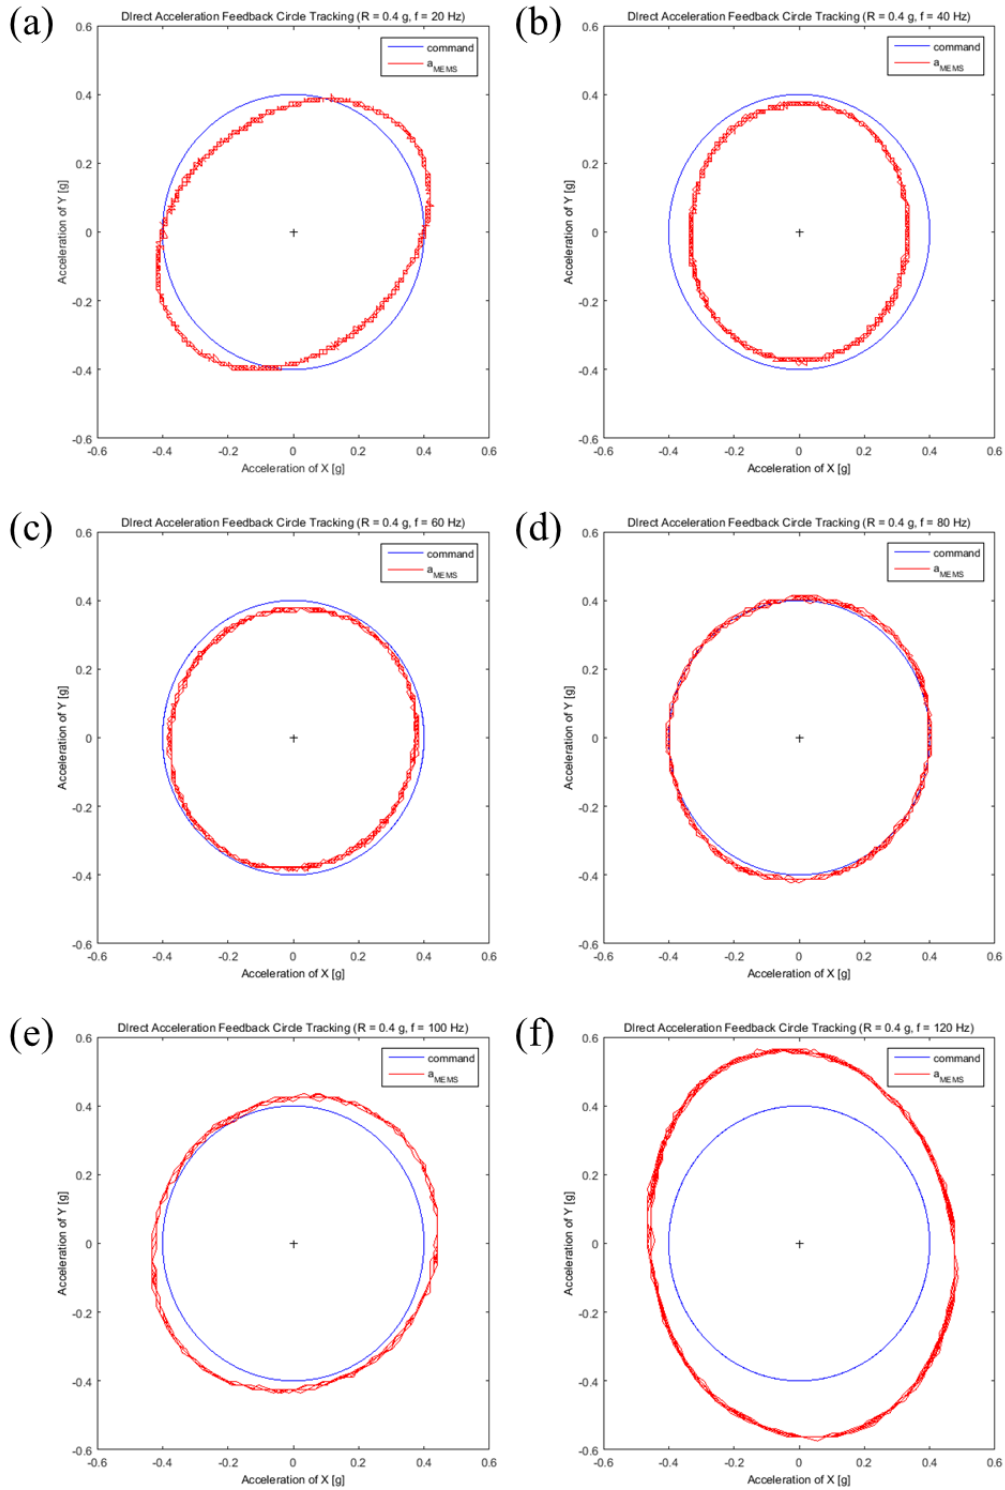 (a)
DIrect Acceleration Feedback Circle Tracking (R = 0.4 g, f = 20 Hz)
command
a_MEMS
0.6
0.4
0.2
0
-0.2
-0.4
-0.6
Acceleration of Y [g]
-0.6 -0.4 -0.2 0 0.2 0.4 0.6
Acceleration of X [g]
(b)
DIrect Acceleration Feedback Circle Tracking (R = 0.4 g, f = 40 Hz)
command
a_MEMS
0.6
0.4
0.2
0
-0.2
-0.4
-0.6
Acceleration of Y [g]
-0.6 -0.4 -0.2 0 0.2 0.4 0.6
Acceleration of X [g]
(c)
DIrect Acceleration Feedback Circle Tracking (R = 0.4 g, f = 60 Hz)
command
a_MEMS
0.6
0.4
0.2
0
-0.2
-0.4
-0.6
Acceleration of Y [g]
-0.6 -0.4 -0.2 0 0.2 0.4 0.6
Acceleration of X [g]
(d)
DIrect Acceleration Feedback Circle Tracking (R = 0.4 g, f = 80 Hz)
command
a_MEMS
0.6
0.4
0.2
0
-0.2
-0.4
-0.6
Acceleration of Y [g]
-0.6 -0.4 -0.2 0 0.2 0.4 0.6
Acceleration of X [g]
(e)
DIrect Acceleration Feedback Circle Tracking (R = 0.4 g, f = 100 Hz)
command
a_MEMS
0.6
0.4
0.2
0
-0.2
-0.4
-0.6
Acceleration of Y [g]
-0.6 -0.4 -0.2 0 0.2 0.4 0.6
Acceleration of X [g]
(f)
DIrect Acceleration Feedback Circle Tracking (R = 0.4 g, f = 120 Hz)
command
a_MEMS
0.6
0.4
0.2
0
-0.2
-0.4
-0.6
Acceleration of Y [g]
-0.6 -0.4 -0.2 0 0.2 0.4 0.6
Acceleration of X [g]